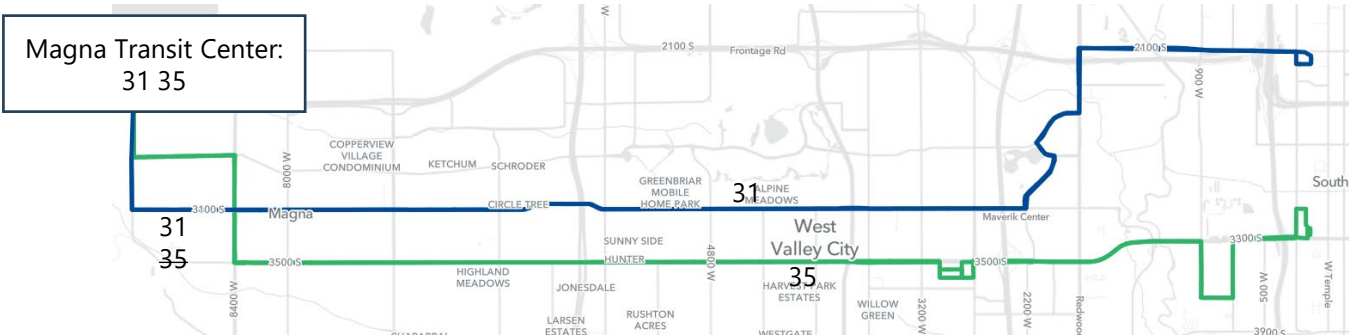 Magna Transit Center:
31 35
W
2100 S
Frontage Rd
2100 S
900 W
COPPERVIEW
VILLAGE
CONDOMINIUM
KETCHUM
SCHRODER
8000 W
GREENBRIAR
MOBILE
HOME PARK
31
ALPINE
MEADOWS
South
3100 S
Magna
CIRCLE TREE
Maverik Center
31
35
West
Valley City
SUNNY SIDE
HUNTER
3300 S
3500 S
4800 W
3500 S
HIGHLAND
MEADOWS
JONESDALE
35
HARVEST PARK
ESTATES
WILLOW
GREEN
8400 W
3200 W
2200 W
Redwoo
500 W
W Temple
LARSEN
ESTATES
RUSHTON
ACRES
WESTGATE
CHAPARRAL
3900 S